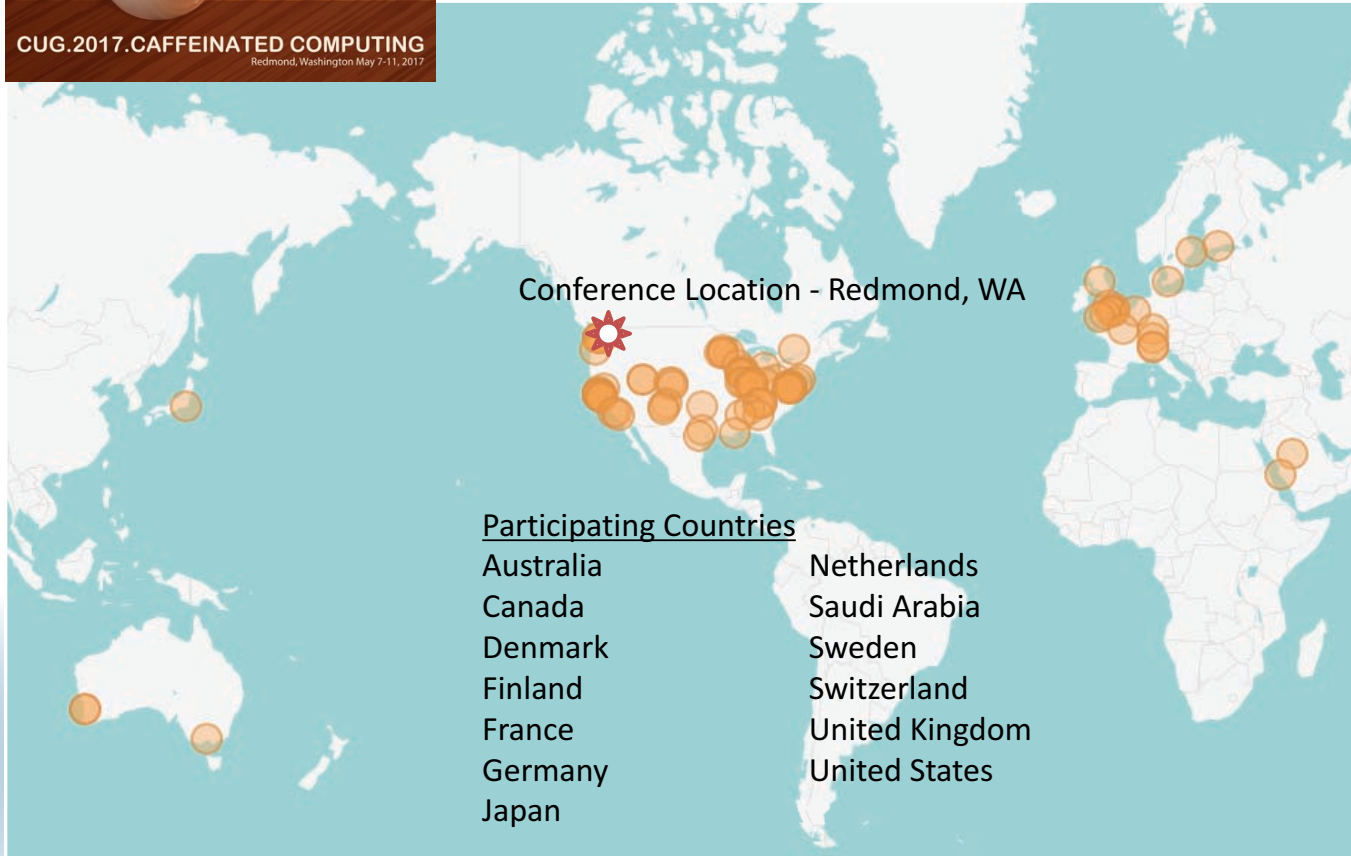 CUG.2017.CAFFEINATED COMPUTING
Redmond, Washington May 7-11, 2017
Conference Location - Redmond, WA
Participating Countries
Australia
Canada
Denmark
Finland
France
Germany
Japan
Netherlands
Saudi Arabia
Sweden
Switzerland
United Kingdom
United States